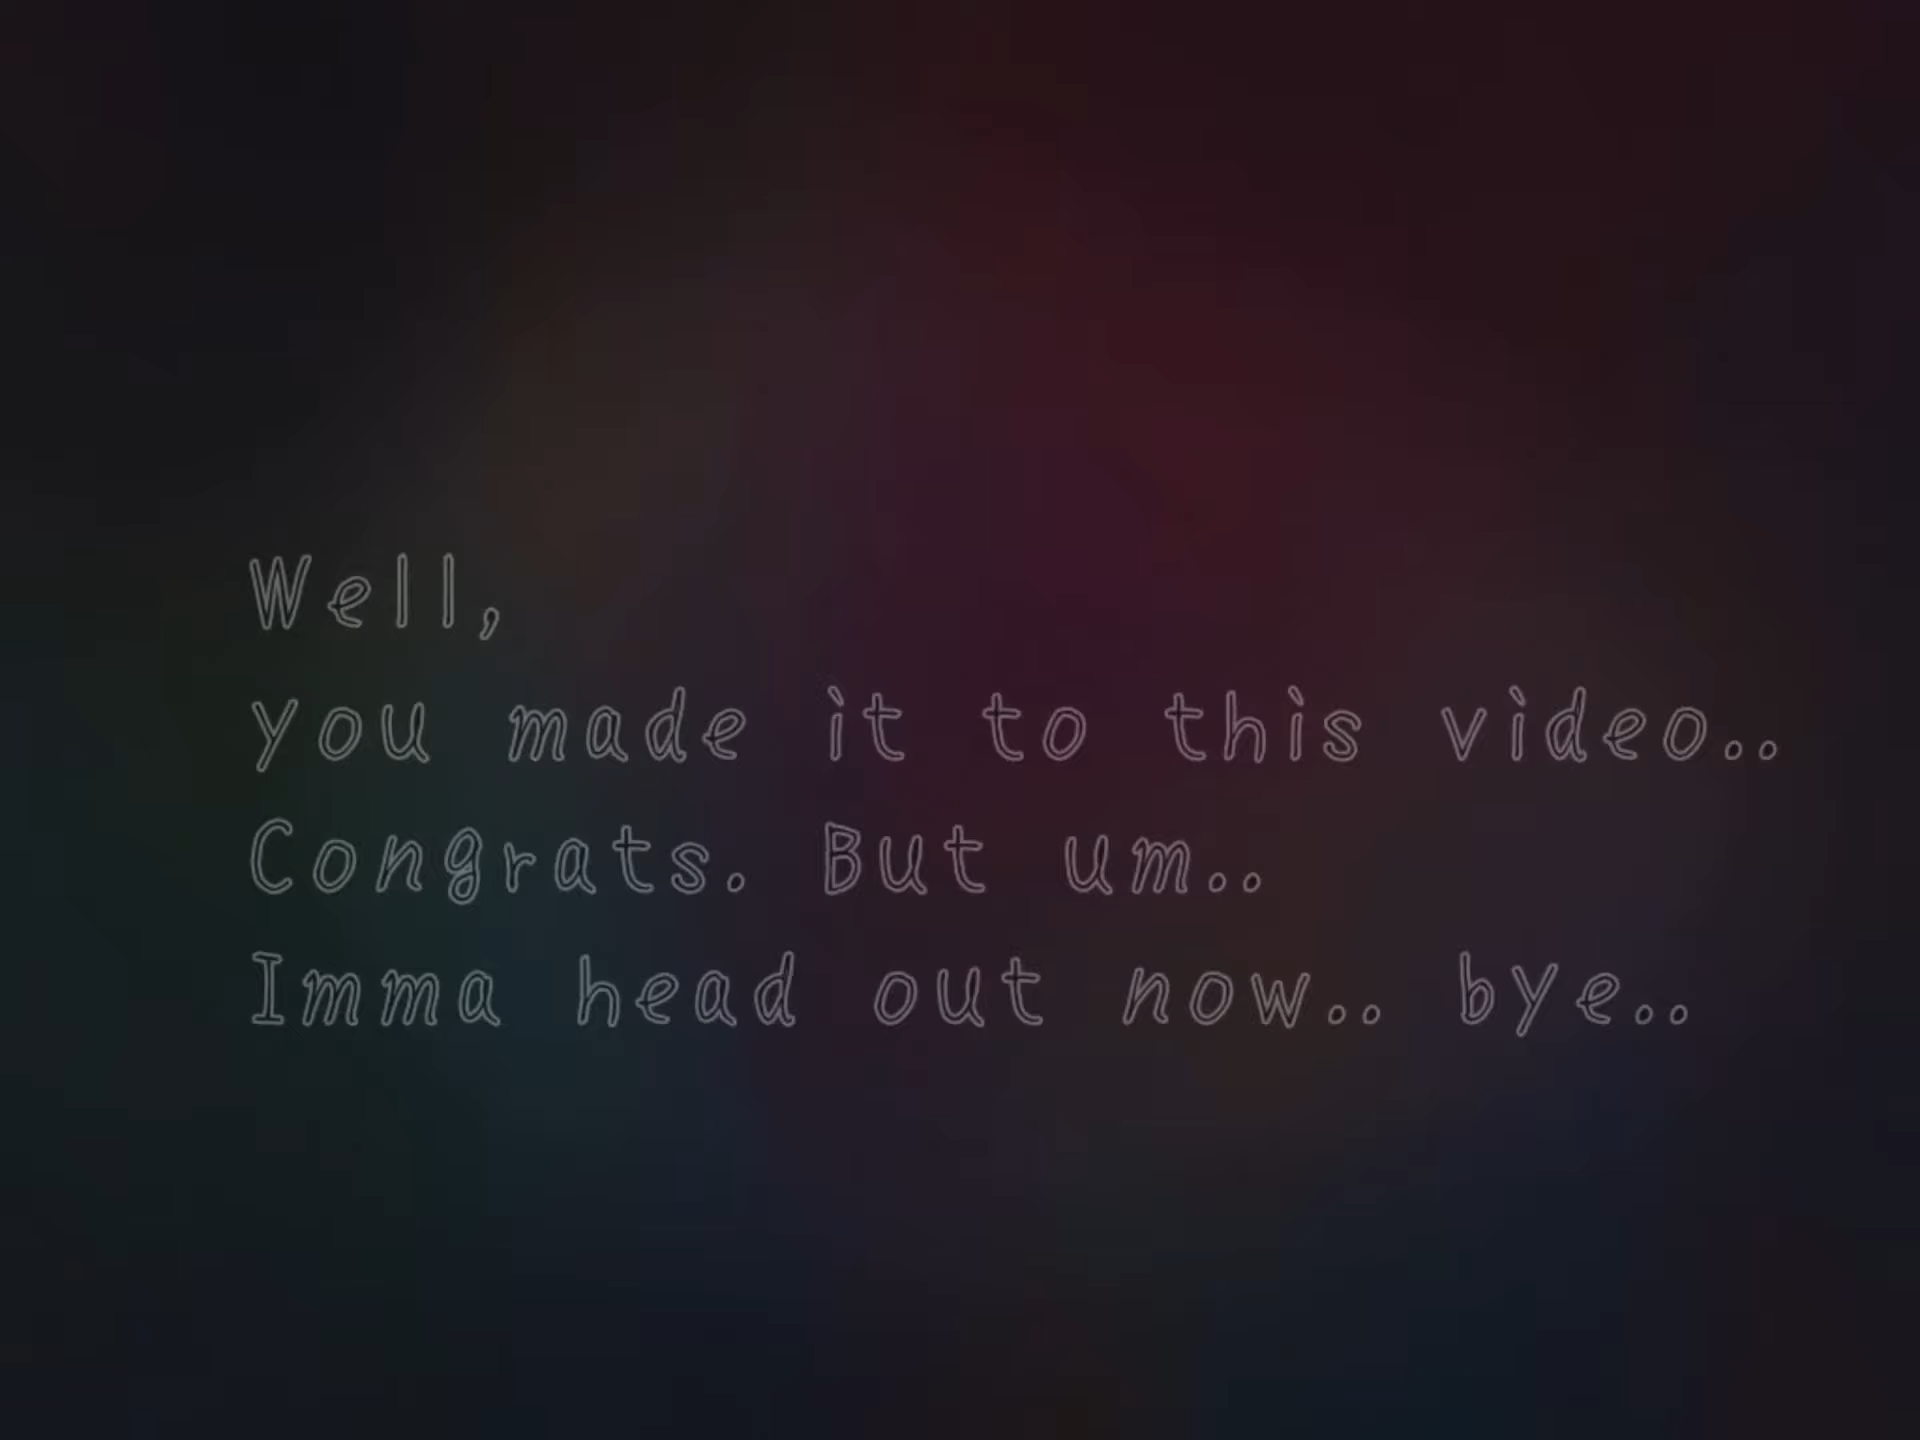 Well,
you made it to this video..
Congrats. But um..
Imma head out now.. bye..